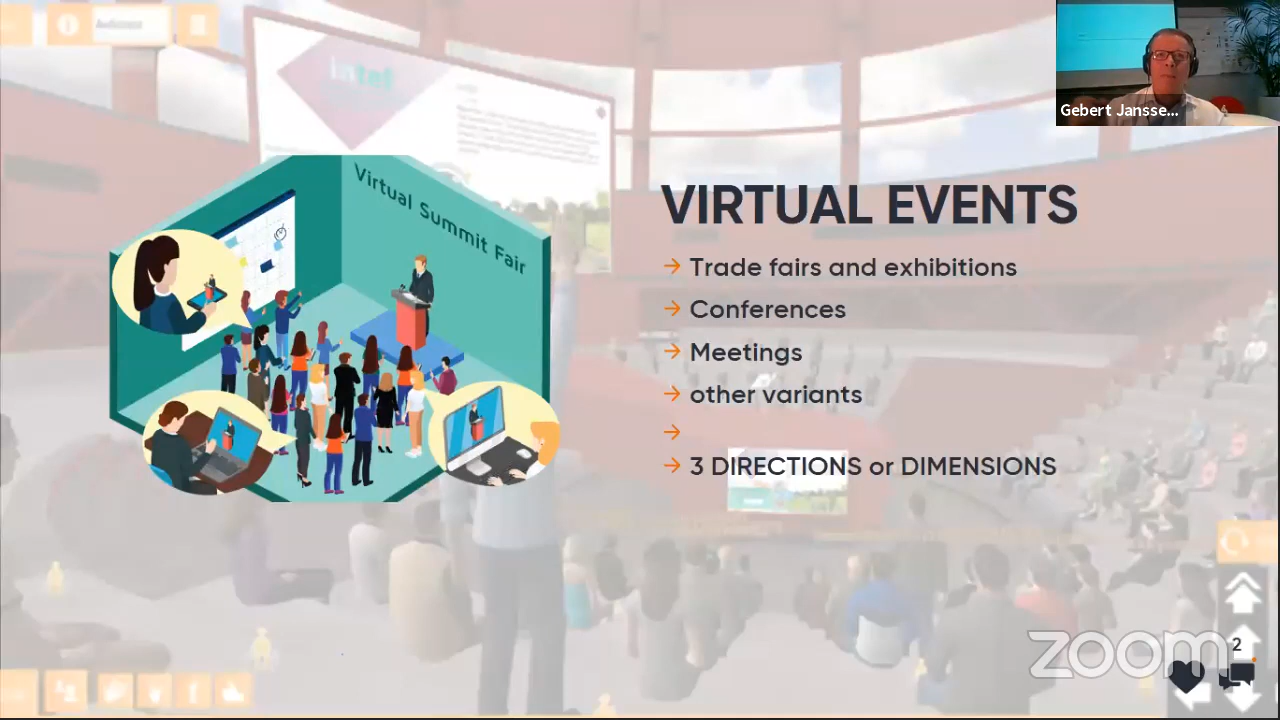 Gebert Jansse...
Virtual Summit Fair
VIRTUAL EVENTS
→ Trade fairs and exhibitions
→ Conferences
→ Meetings
→ other variants
→
→ 3 DIRECTIONS or DIMENSIONS
zoom
2